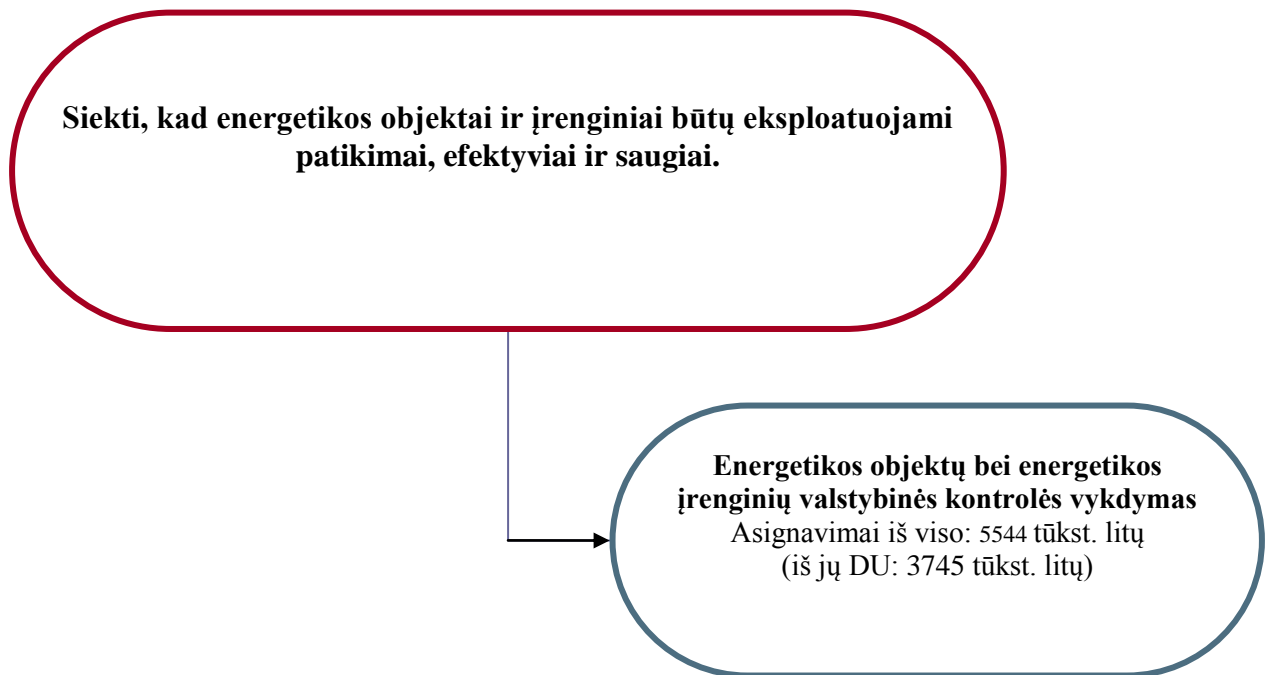 Siekti, kad energetikos objektai ir įrenginiai būtų eksploatuojami
patikimai, efektyviai ir saugiai.
Energetikos objektų bei energetikos
įrenginių valstybinės kontrolės vykdymas
Asignavimai iš viso: 5544 tūkst. litų
(iš jų DU: 3745 tūkst. litų)